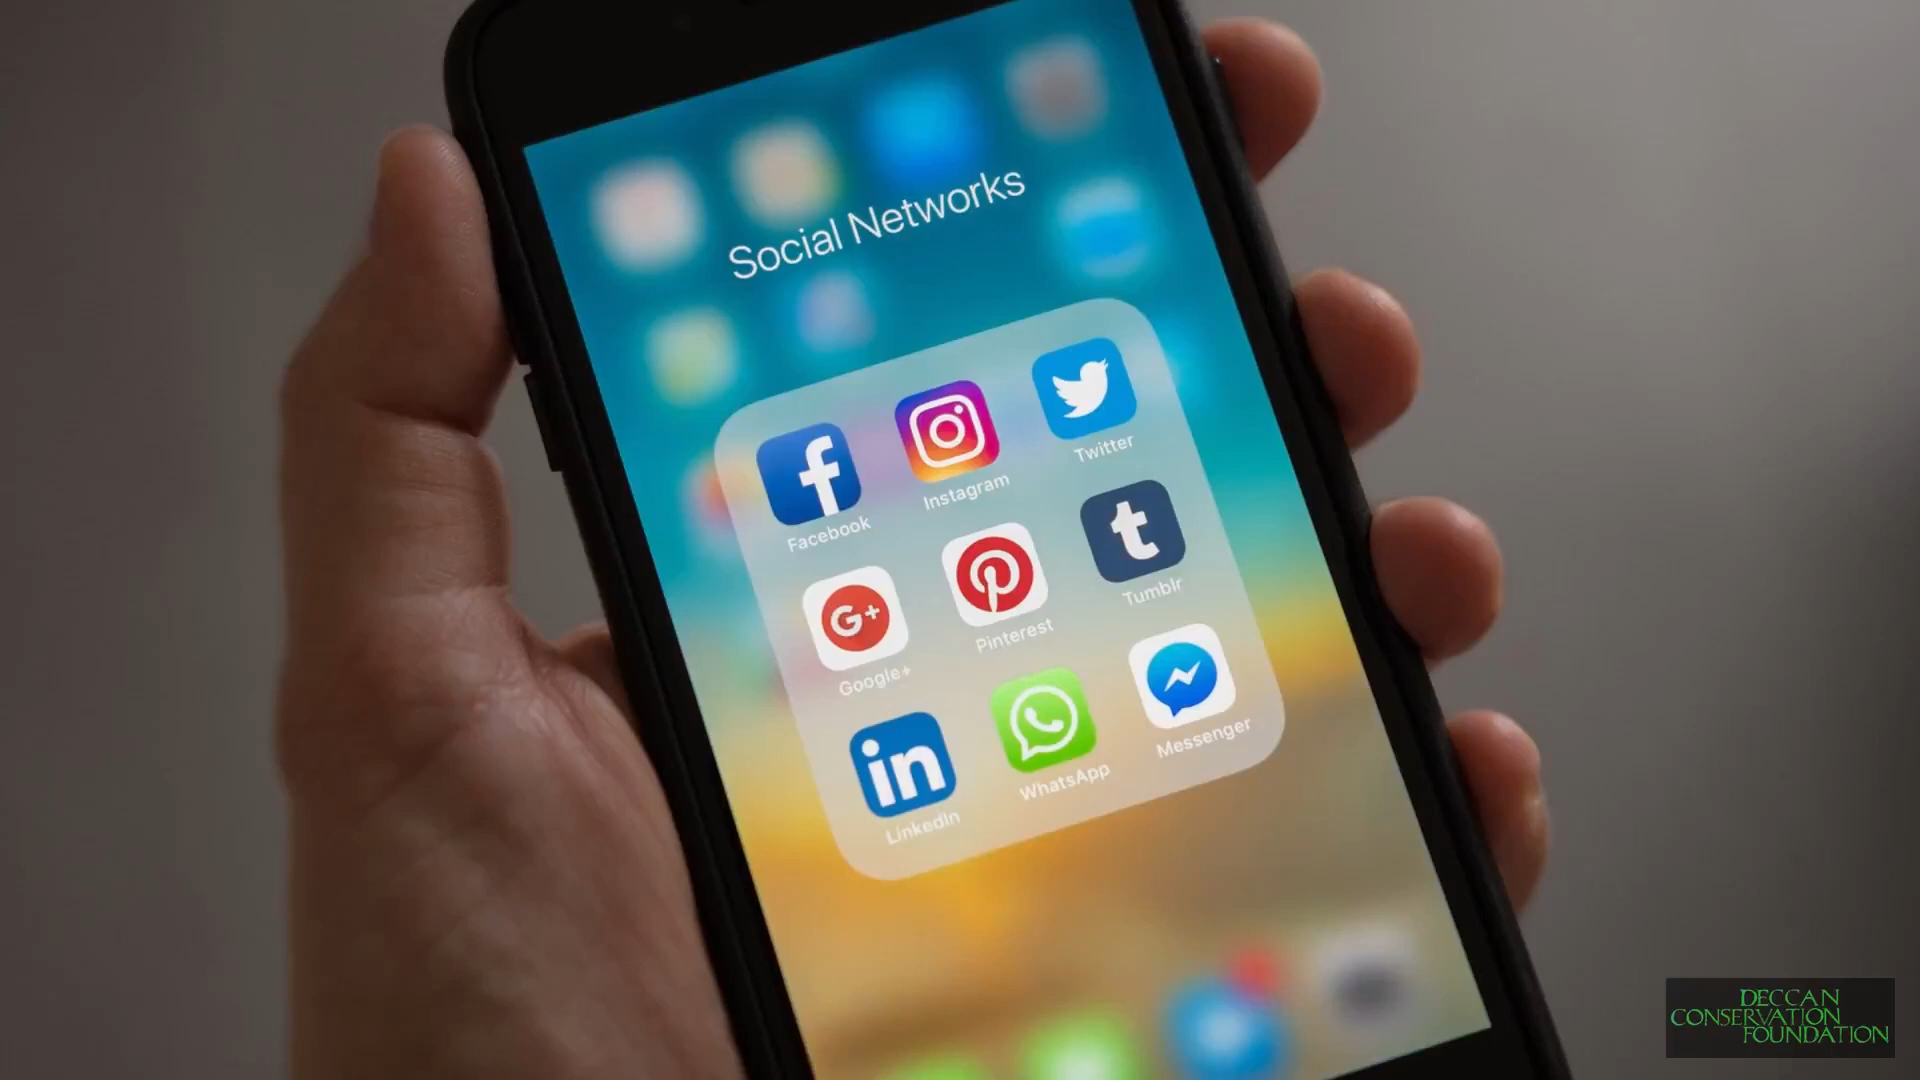 Social Networks
Facebook
Instagram
Twitter
Google+
Pinterest
Tumblr
LinkedIn
WhatsApp
Messenger
DECCAN
CONSERVATION
FOUNDATION